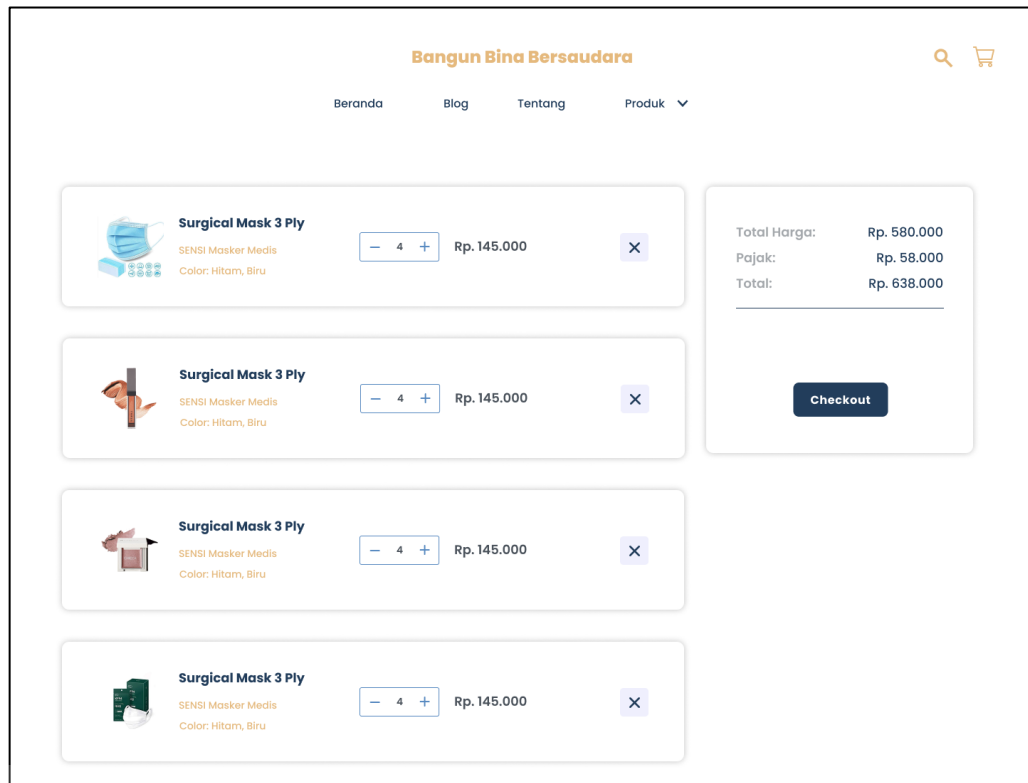 Bangun Bina Bersaudara
Beranda Blog Tentang Produk
Surgical Mask 3 Ply
SENSI Masker Medis
Color: Hitam, Biru
− 4 + Rp. 145.000
Surgical Mask 3 Ply
SENSI Masker Medis
Color: Hitam, Biru
− 4 + Rp. 145.000
Surgical Mask 3 Ply
SENSI Masker Medis
Color: Hitam, Biru
− 4 + Rp. 145.000
Surgical Mask 3 Ply
SENSI Masker Medis
Color: Hitam, Biru
− 4 + Rp. 145.000
Total Harga: Rp. 580.000
Pajak: Rp. 58.000
Total: Rp. 638.000
Checkout